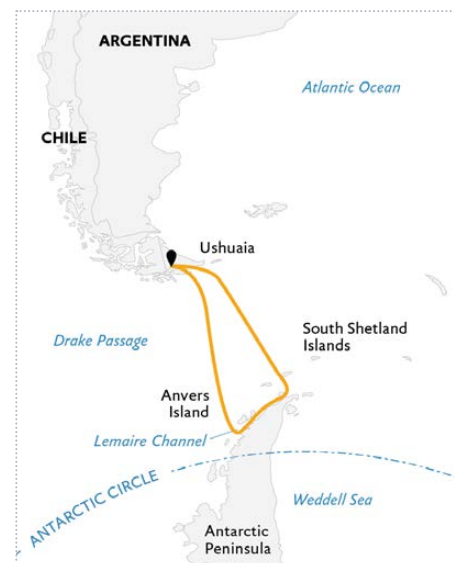 ARGENTINA
Atlantic Ocean
CHILE
Ushuaia
Drake Passage
South Shetland
Islands
Anvers
Island
Lemaire Channel
ANTARCTIC CIRCLE
Weddell Sea
Antarctic
Peninsula